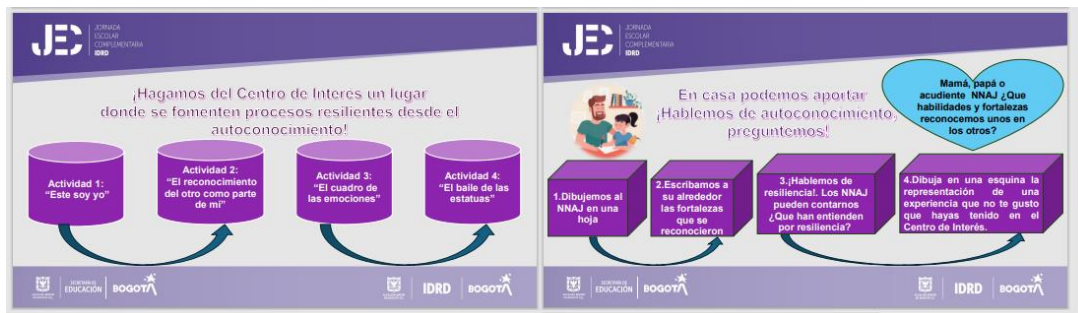 JEC
JORNADA
ESCOLAR
COMPLEMENTARIA
IDRD
¡Hagamos del Centro de Interes un lugar
donde se fomenten procesos resilientes desde el
autoconocimiento!
Actividad 1:
“Este soy yo”
Actividad 2:
“El reconocimiento
del otro como parte
de mí”
Actividad 3:
“El cuadro de
las emociones”
Actividad 4:
“El baile de las
estatuas”
EDUCACIÓN
BOGOTÁ
IDRD
BOGOTÁ
JEC
JORNADA
ESCOLAR
COMPLEMENTARIA
IDRD
En casa podemos aportar
¡Hablemos de autoconocimiento,
preguntemos!
Mamá, papá o
acudiente NNAJ ¿Que
habilidades y fortalezas
reconocemos unos en
los otros?
1.Dibujemos al
NNAJ en una
hoja
2.Escribamos a
su alrededor
las fortalezas
que se
reconocieron
3.¡Hablemos de
resiliencia!. Los NNAJ
pueden contarnos
¿Que han entienden
por resiliencia?
4.Dibuja en una esquina la
representación de una
experiencia que no te gusto
que hayas tenido en el
Centro de Interés.
EDUCACIÓN
BOGOTÁ
IDRD
BOGOTÁ